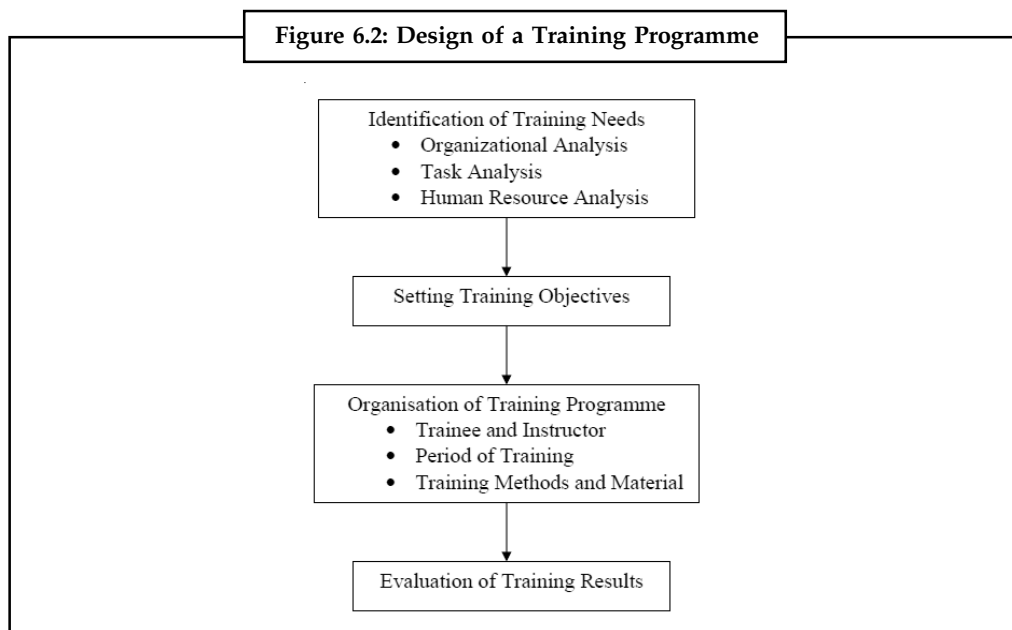 Figure 6.2: Design of a Training Programme
Identification of Training Needs
• Organizational Analysis
• Task Analysis
• Human Resource Analysis
Setting Training Objectives
Organisation of Training Programme
• Trainee and Instructor
• Period of Training
• Training Methods and Material
Evaluation of Training Results